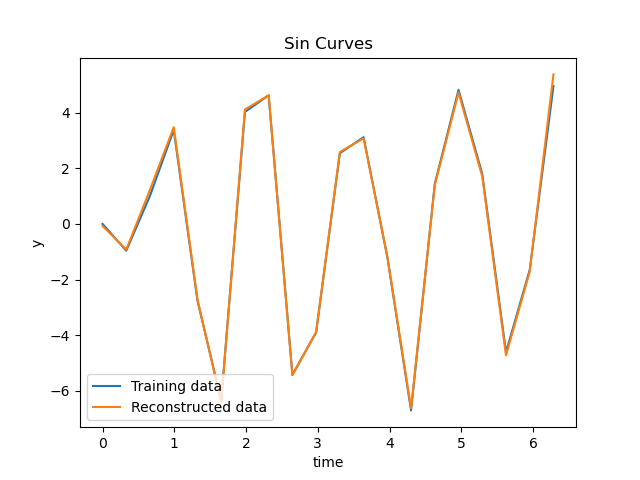 Sin Curves
4
2
0
−2
−4
−6
y
Training data
Reconstructed data
0 1 2 3 4 5 6
time